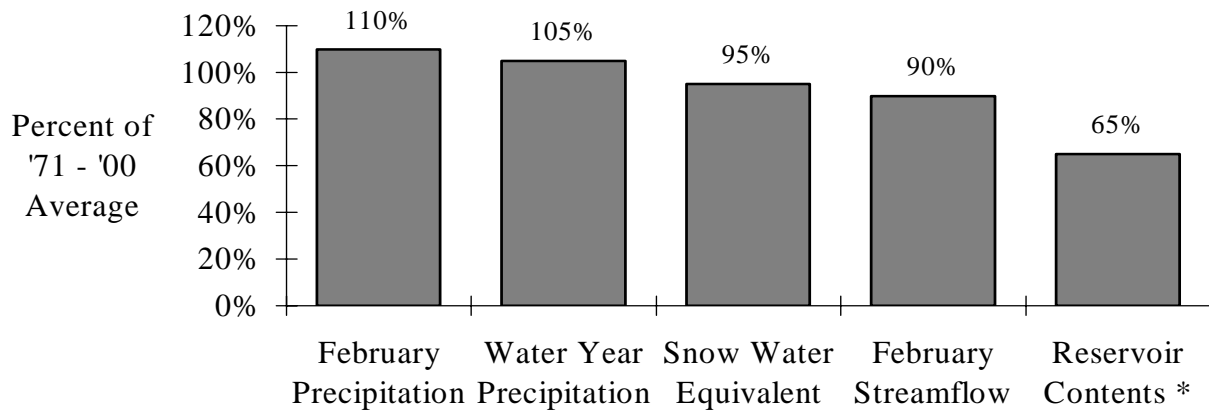 120%
100%
80%
60%
40%
20%
0%
Percent of
'71 - '00
Average
110%
105%
95%
90%
65%
February
Precipitation
Water Year
Precipitation
Snow Water
Equivalent
February
Streamflow
Reservoir
Contents *